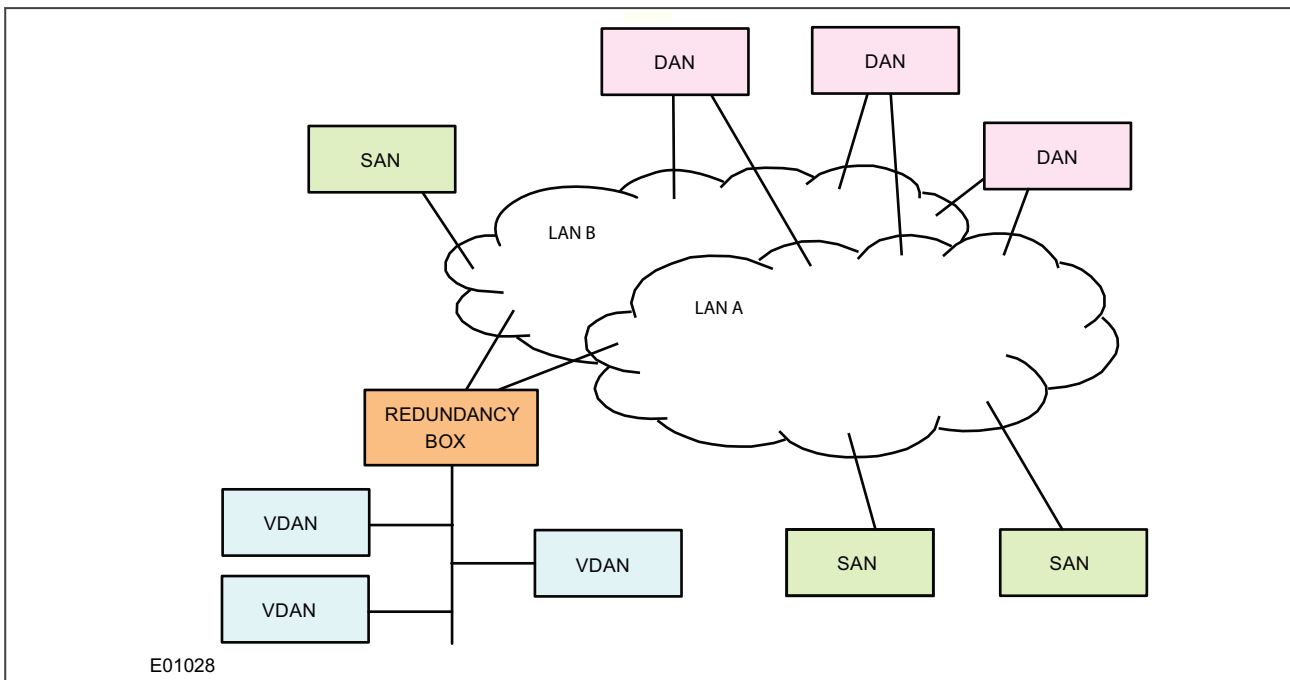 DAN
DAN
DAN
SAN
LAN B
LAN A
REDUNDANCY
BOX
VDAN
VDAN
VDAN
SAN
SAN
E01028